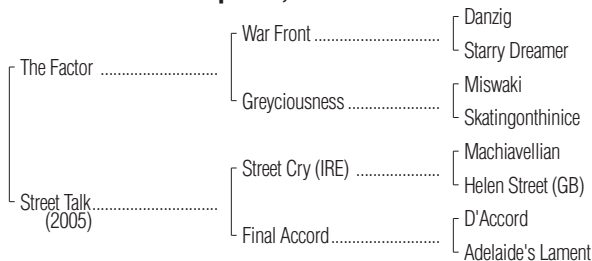 Danzig
War Front
Starry Dreamer
The Factor
Miswaki
Greyciousness
Skatingonthinice
Machiavellian
Street Cry (IRE)
Helen Street (GB)
Street Talk
(2005)
D'Accord
Final Accord
Adelaide's Lament